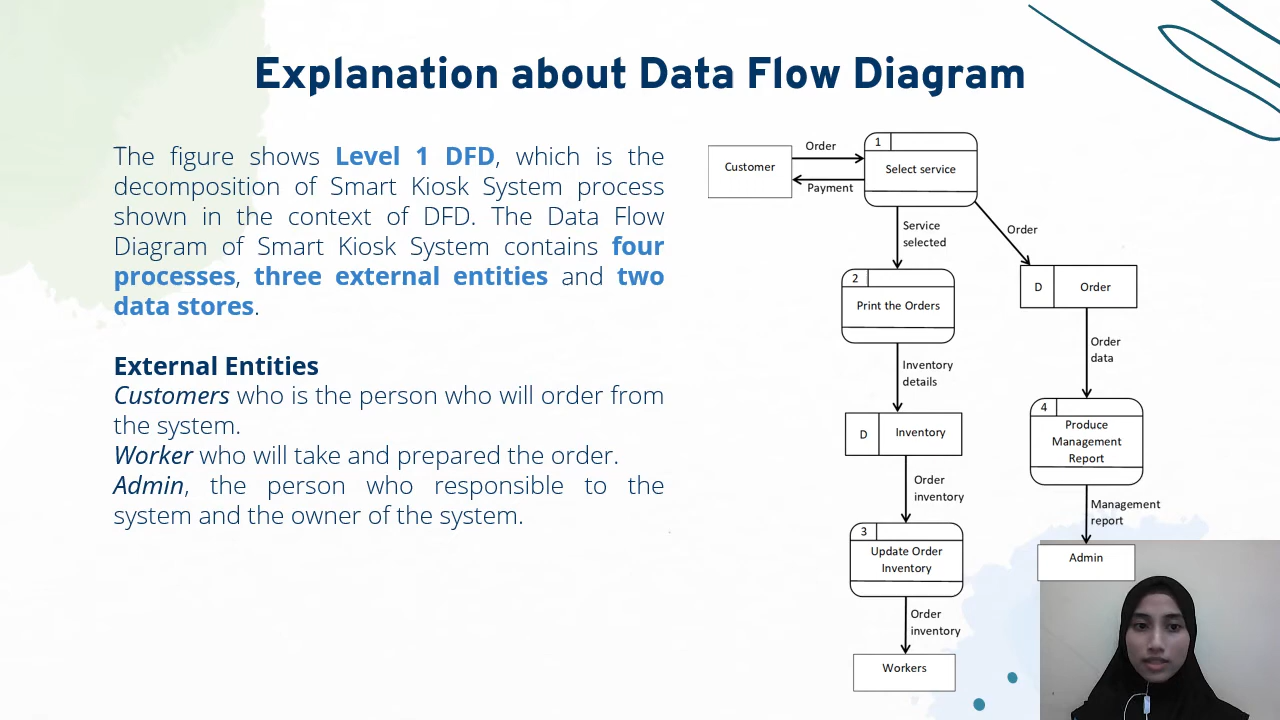 Explanation about Data Flow Diagram
The figure shows Level 1 DFD, which is the
decomposition of Smart Kiosk System process
shown in the context of DFD. The Data Flow
Diagram of Smart Kiosk System contains four
processes, three external entities and two
data stores.
External Entities
Customers who is the person who will order from
the system.
Worker who will take and prepared the order.
Admin, the person who responsible to the
system and the owner of the system.
Customer
Order
Payment
1
Select service
Service
selected
Order
2
Print the Orders
D
Order
Inventory
details
Order
data
D
Inventory
4
Produce
Management
Report
Order
inventory
Management
report
3
Update Order
Inventory
Admin
Order
inventory
Workers